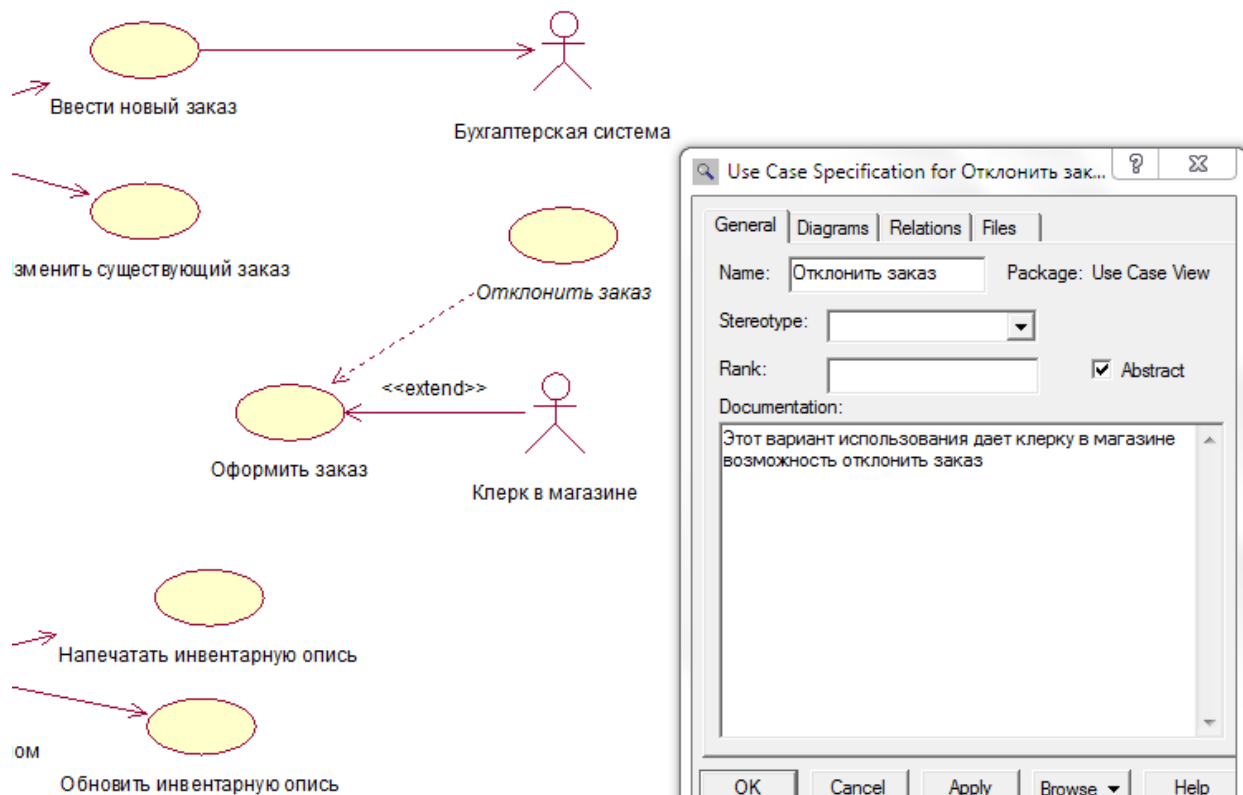 Ввести новый заказ
Бухгалтерская система
зменить существующий заказ
Отклонить заказ
<<extend>>
Оформить заказ
Клерк в магазине
Напечатать инвентарную опись
ом
Обновить инвентарную опись
Use Case Specification for Отклонить зак...
General Diagrams Relations Files
Name: Отклонить заказ Package: Use Case View
Stereotype:
Rank: Abstract
Documentation:
Этот вариант использования дает клерку в магазине
возможность отклонить заказ
OK Cancel Apply Browse Help